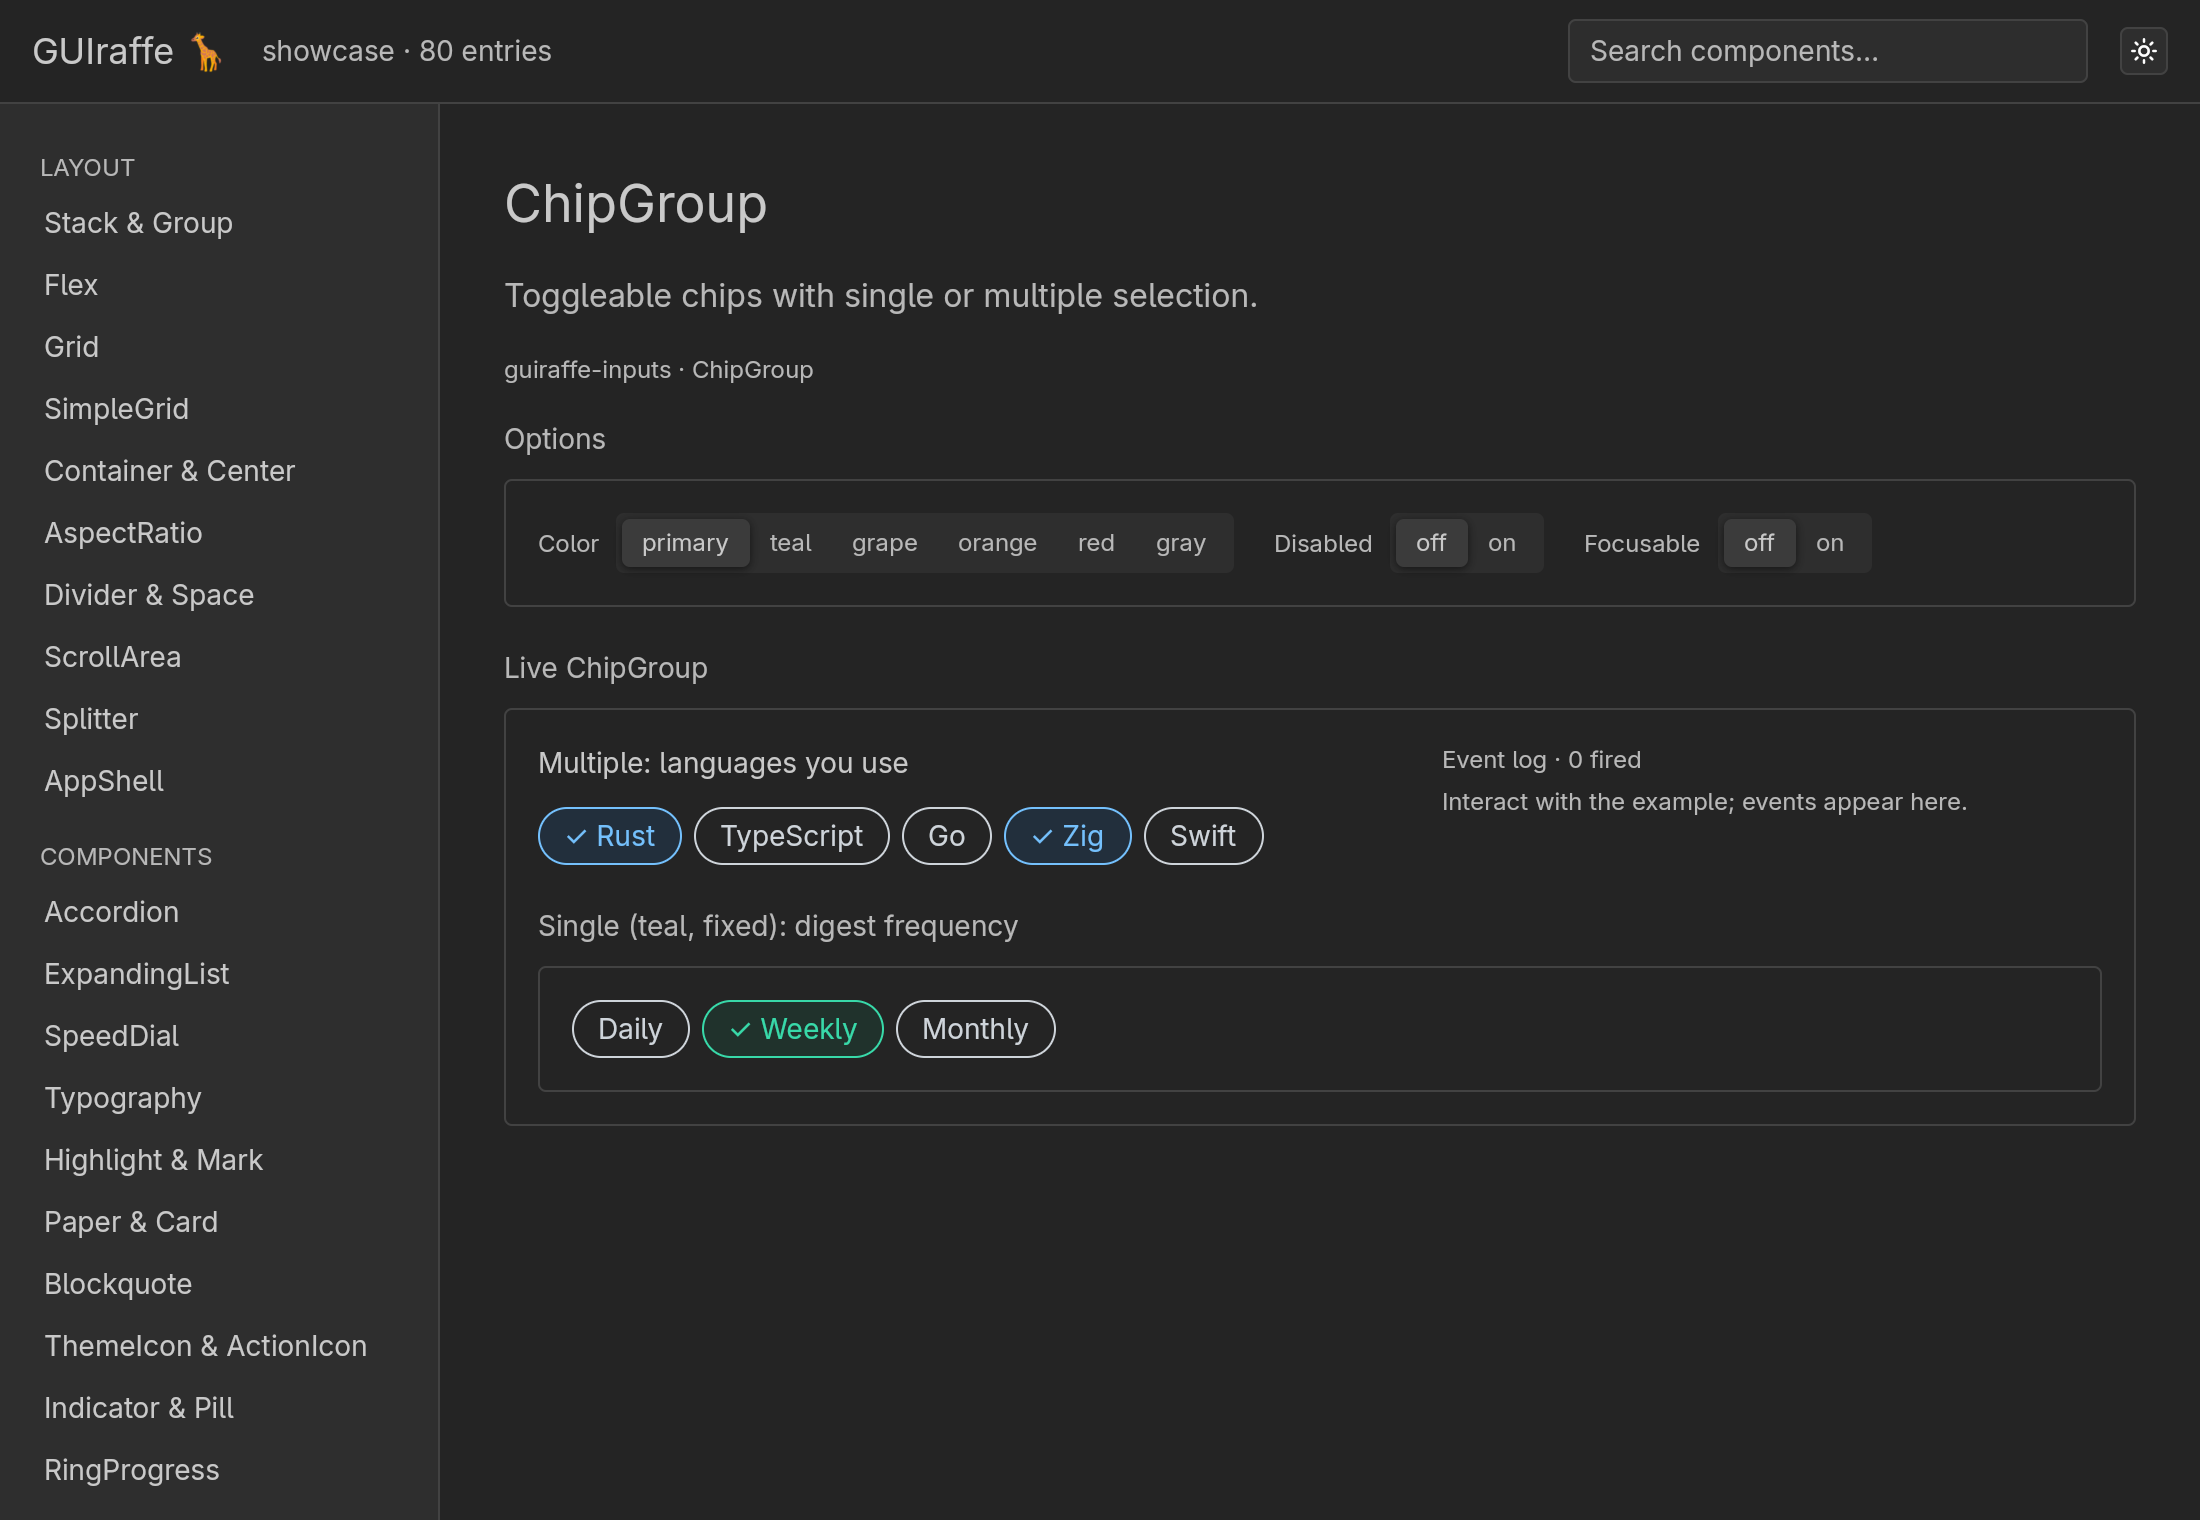 GUIraffe 🦒 showcase · 80 entries Search components...
LAYOUT
Stack & Group
Flex
Grid
SimpleGrid
Container & Center
AspectRatio
Divider & Space
ScrollArea
Splitter
AppShell
COMPONENTS
Accordion
ExpandingList
SpeedDial
Typography
Highlight & Mark
Paper & Card
Blockquote
ThemeIcon & ActionIcon
Indicator & Pill
RingProgress
ChipGroup
Toggleable chips with single or multiple selection.
guiraffe-inputs · ChipGroup
Options
Color primary teal grape orange red gray Disabled off on Focusable off on
Live ChipGroup
Multiple: languages you use
Rust TypeScript Go Zig Swift
Event log · 0 fired
Interact with the example; events appear here.
Single (teal, fixed): digest frequency
Daily Weekly Monthly